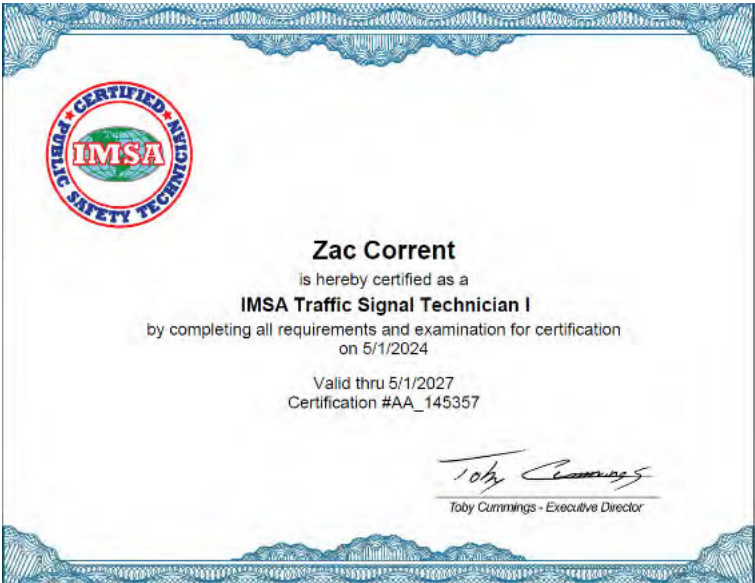 CERTIFIED
PUBLIC SAFETY TECHNICIAN
IMSA
Zac Corrent
is hereby certified as a
IMSA Traffic Signal Technician I
by completing all requirements and examination for certification
on 5/1/2024
Valid thru 5/1/2027
Certification #AA_145357
Toby Cummings
Toby Cummings - Executive Director